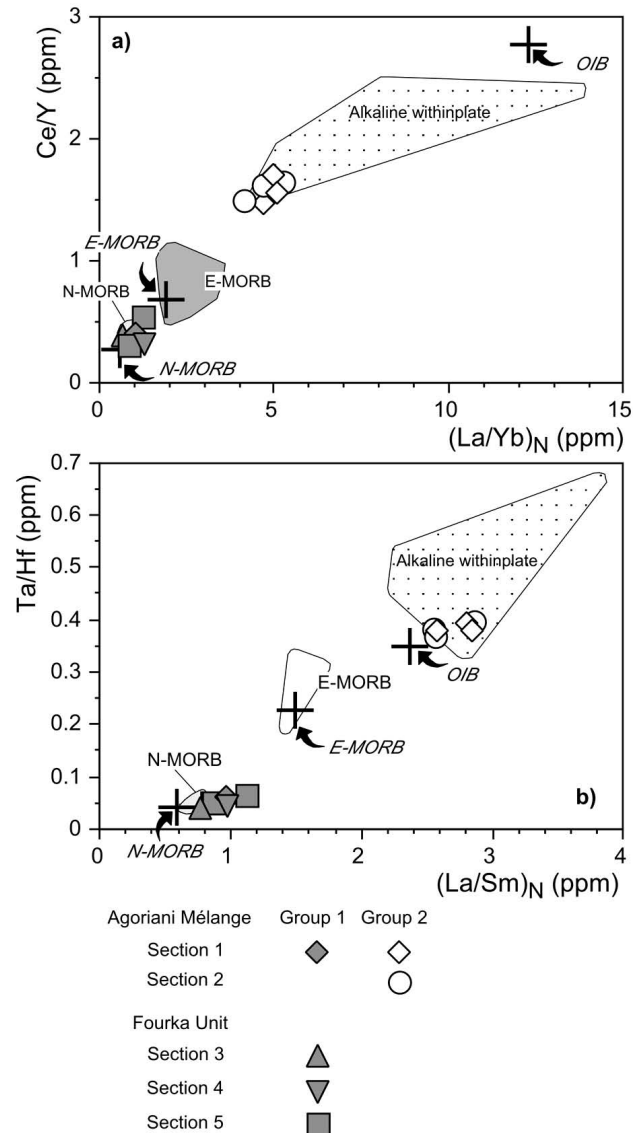 a)
Ce/Y (ppm)
3
2
1
0
OIB
Alkaline withinplate
E-MORB
E-MORB
N-MORB
N-MORB
0 5 10 15
(La/Yb)N (ppm)
Ta/Hf (ppm)
0.7
0.6
0.5
0.4
0.3
0.2
0.1
0
Alkaline withinplate
OIB
E-MORB
E-MORB
N-MORB
N-MORB
b)
0 1 2 3 4
(La/Sm)N (ppm)
Agoriani Mélange Group 1 Group 2
Section 1
Section 2
Fourka Unit
Section 3
Section 4
Section 5